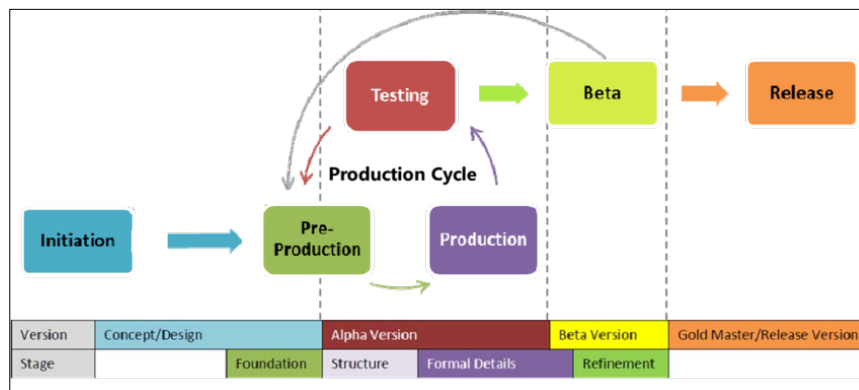 Testing
Beta
Release
Production Cycle
Initiation
Pre-
Production
Production
Version Concept/Design Alpha Version Beta Version Gold Master/Release Version
Stage Foundation Structure Formal Details Refinement